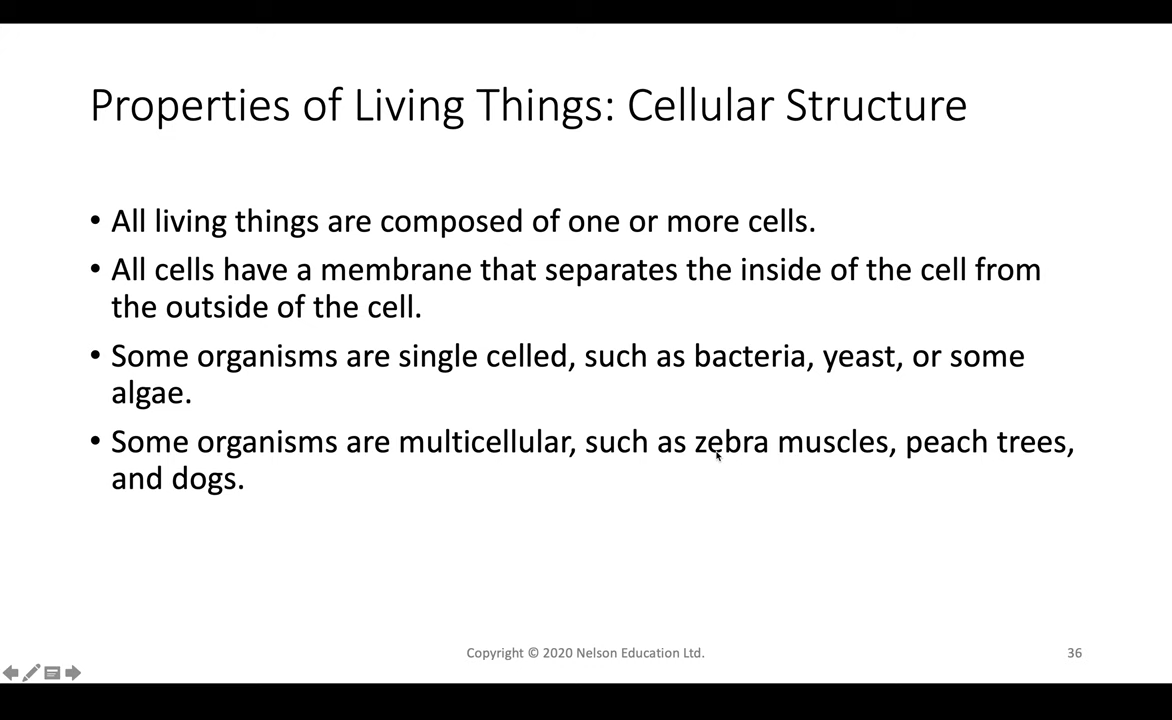 Properties of Living Things: Cellular Structure
• All living things are composed of one or more cells.
• All cells have a membrane that separates the inside of the cell from
the outside of the cell.
• Some organisms are single celled, such as bacteria, yeast, or some
algae.
• Some organisms are multicellular, such as zebra muscles, peach trees,
and dogs.
Copyright © 2020 Nelson Education Ltd.
36